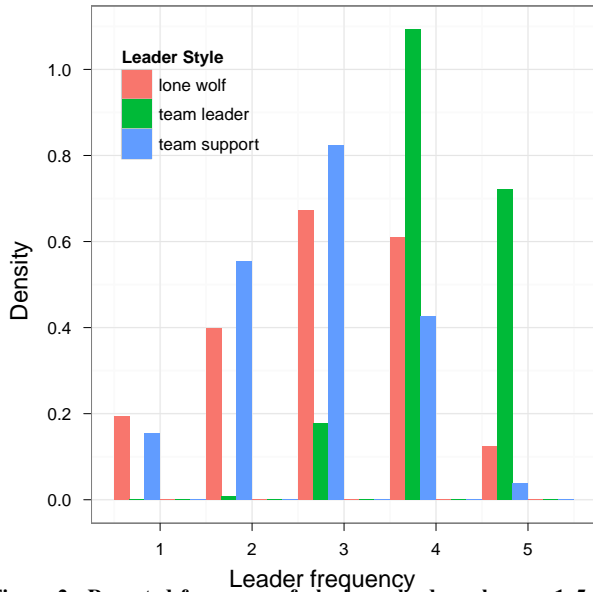 Leader Style
lone wolf
team leader
team support
Density
1.0
0.8
0.6
0.4
0.2
0.0
1 2 3 4 5
Leader frequency